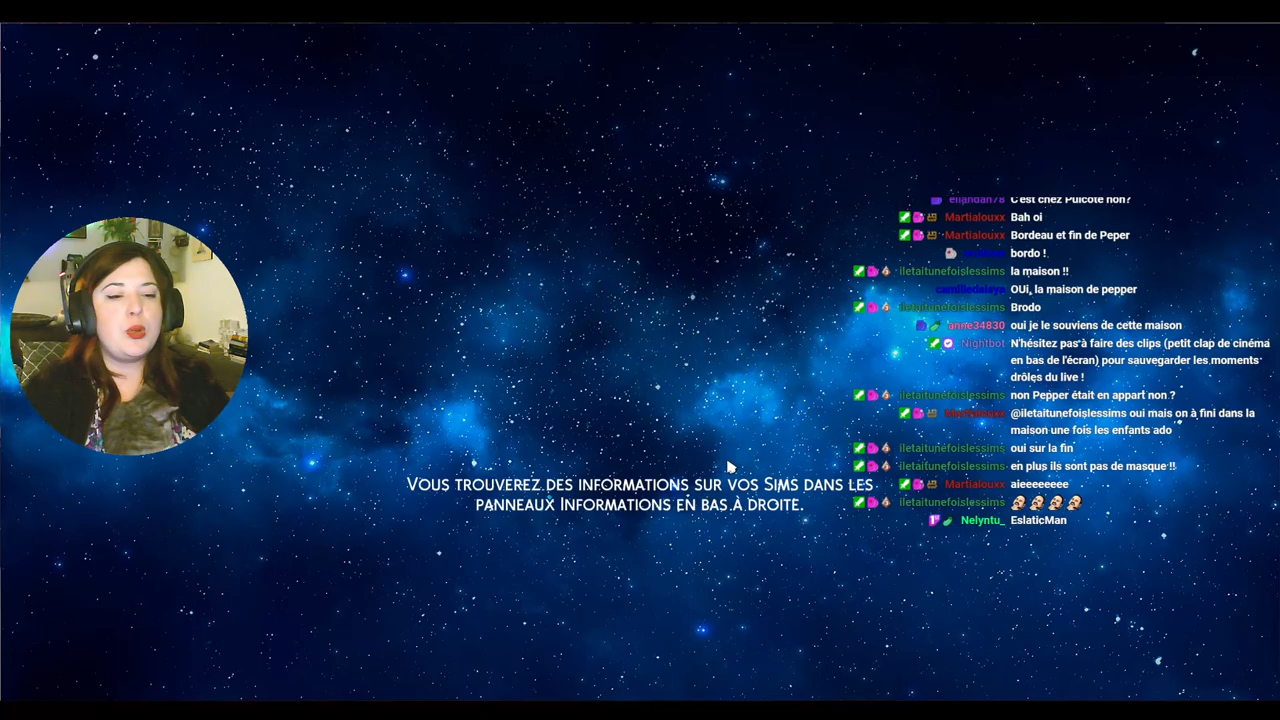 C'est chez Pulcote non?
Martialouxx Bah oi
Martialouxx Bordeau et fin de Peper
bordo !
iletaitunefoislessims la maison !!
camilledelaya OUi, la maison de pepper
iletaitunefoislessims Brodo
anne34830 oui je le souviens de cette maison
Nightbot N'hésitez pas à faire des clips (petit clap de cinéma
en bas de l'écran) pour sauvegarder les moments
drôles du live !
iletaitunefoislessims non Pepper était en appart non ?
Martialouxx @iletaitunefoislessims oui mais on à fini dans la
maison une fois les enfants ado
iletaitunefoislessims oui sur la fin
iletaitunefoislessims en plus ils sont pas de masque !!
Martialouxx aieeeeeeee
iletaitunefoislessims
Nelyntu_ EslaticMan
Vous trouverez des informations sur vos Sims dans les
panneaux Informations en bas à droite.